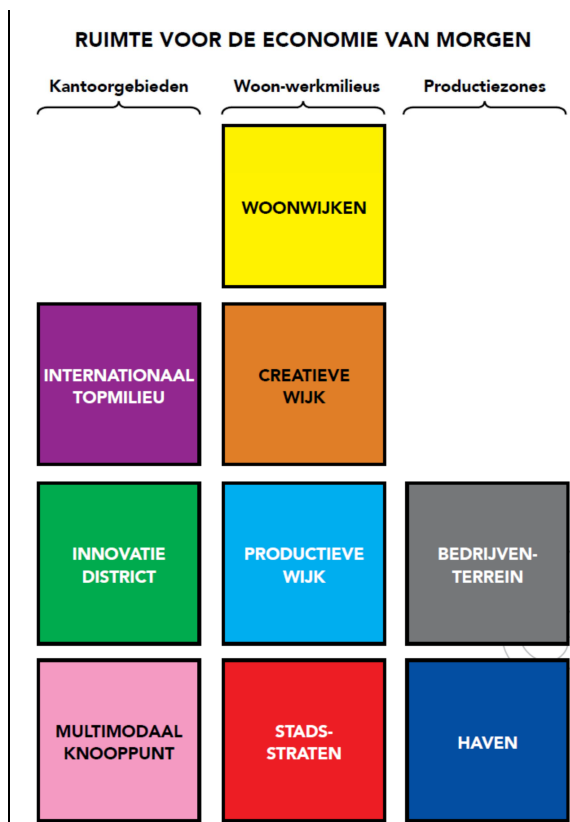 RUIMTE VOOR DE ECONOMIE VAN MORGEN
Kantoorgebieden
Woon-werkmilieus
Productiezones
WOONWIJKEN
INTERNATIONAAL
TOPMILIEU
CREATIEVE
WIJK
INNOVATIE
DISTRICT
PRODUCTIEVE
WIJK
BEDRIJVEN-
TERREIN
MULTIMODAAL
KNOOPPUNT
STADS-
STRATEN
HAVEN